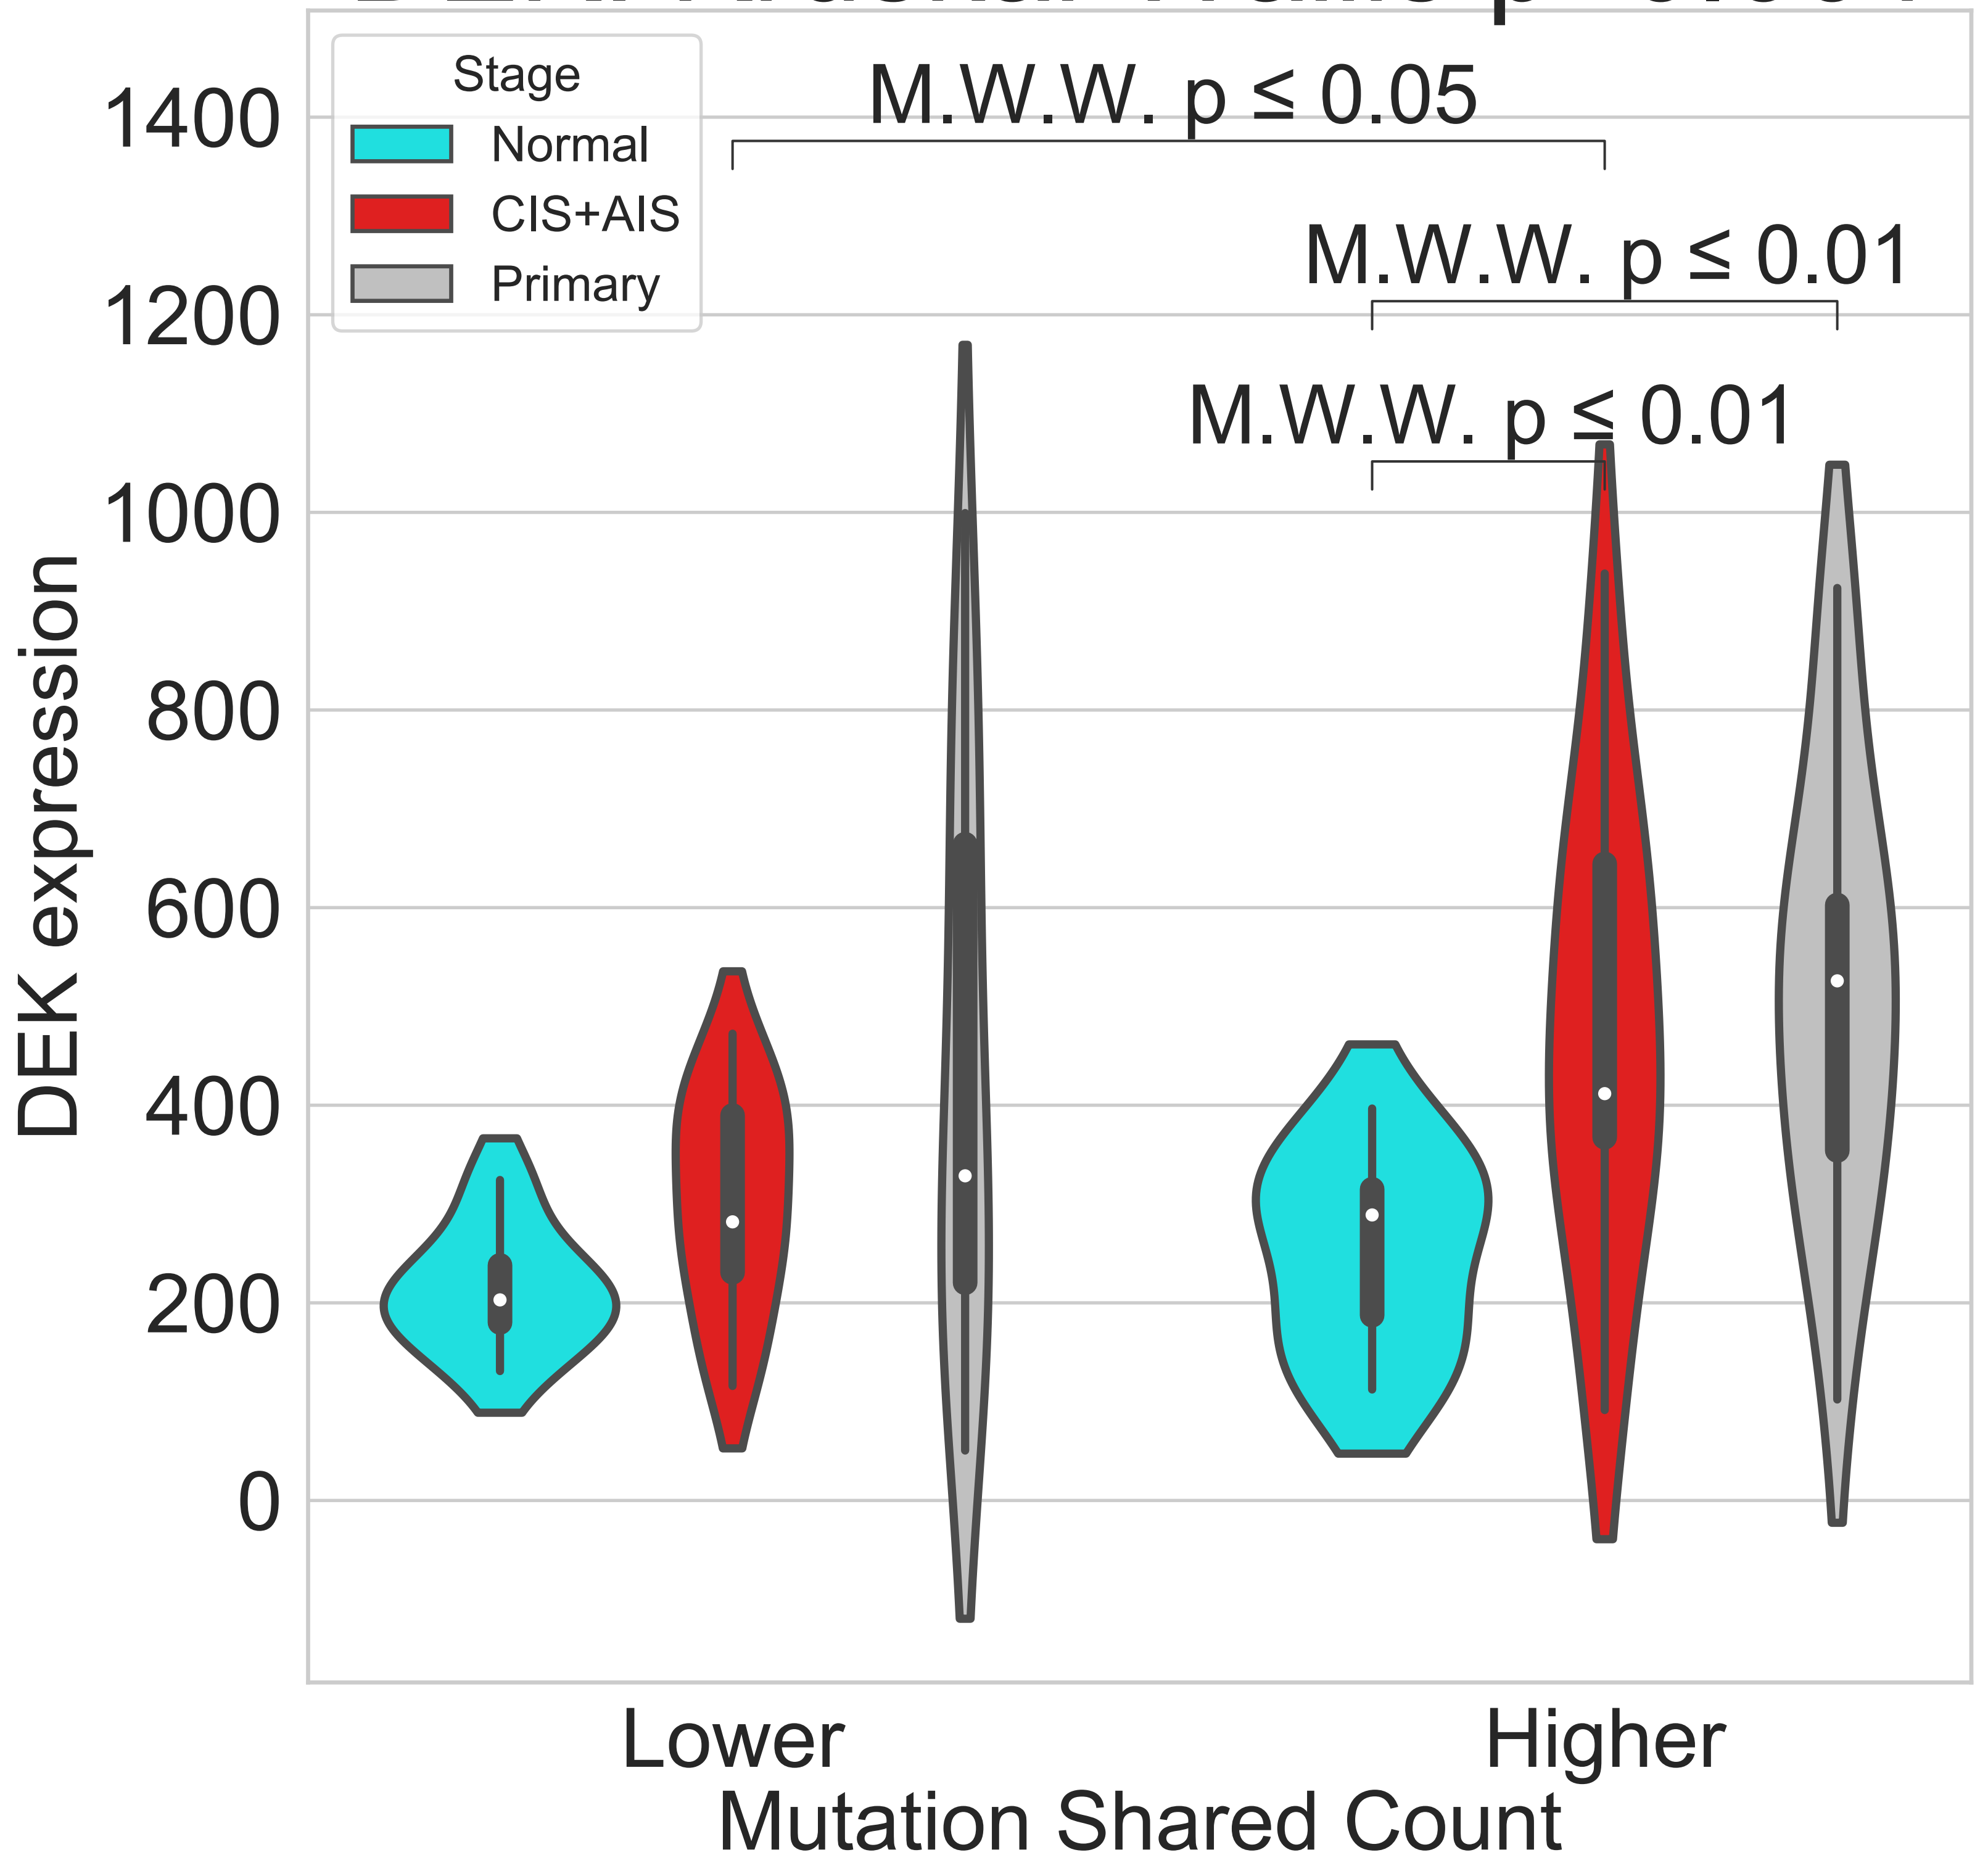 Stage
Normal
CIS+AIS
Primary
M.W.W. p ≤ 0.05
M.W.W. p ≤ 0.01
M.W.W. p ≤ 0.01
1400
1200
1000
800
600
400
200
0
DEK expression
Lower
Higher
Mutation Shared Count